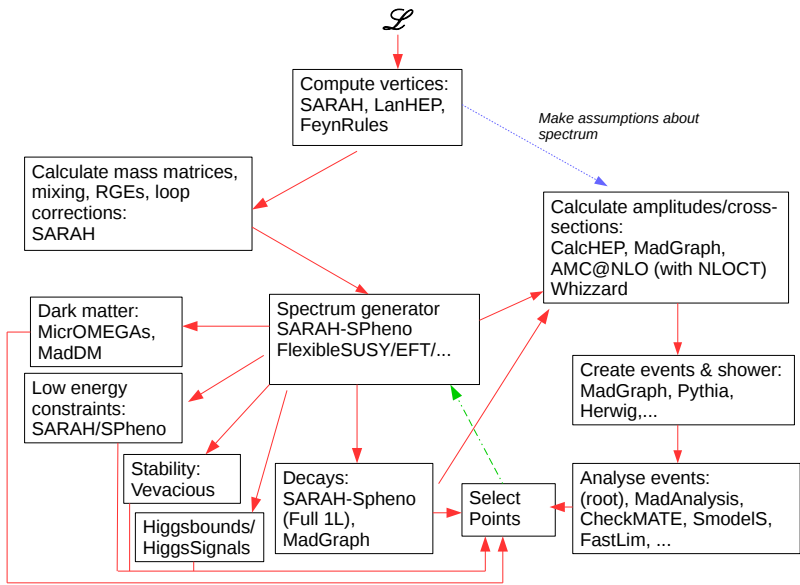 ℒ
Compute vertices:
SARAH, LanHEP,
FeynRules
Make assumptions about
spectrum
Calculate mass matrices,
mixing, RGEs, loop
corrections:
SARAH
Calculate amplitudes/cross-
sections:
CalcHEP, MadGraph,
AMC@NLO (with NLOCT)
Whizzard
Dark matter:
MicrOMEGAs,
MadDM
Spectrum generator
SARAH-SPheno
FlexibleSUSY/EFT/...
Low energy
constraints:
SARAH/SPheno
Create events & shower:
MadGraph, Pythia,
Herwig,...
Stability:
Vevacious
Decays:
SARAH-Spheno
(Full 1L),
MadGraph
Select
Points
Analyse events:
(root), MadAnalysis,
CheckMATE, SmodelS,
FastLim, ...
Higgsbounds/
HiggsSignals